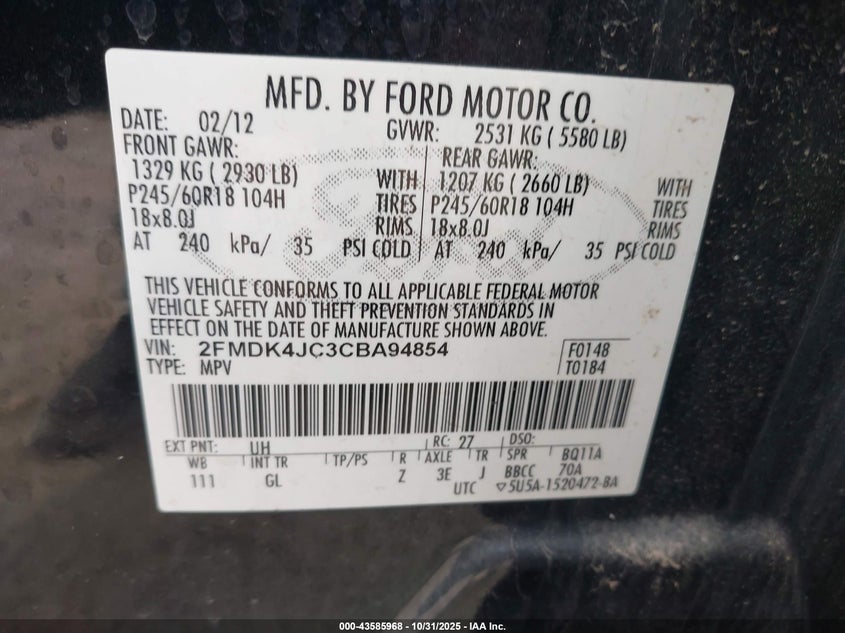 MFD. BY FORD MOTOR CO.
DATE: 02/12 GVWR: 2531 KG ( 5580 LB)
FRONT GAWR: REAR GAWR:
1329 KG ( 2930 LB) WITH 1207 KG ( 2660 LB) WITH
P245/60R18 104H TIRES P245/60R18 104H TIRES
18x8.0J RIMS 18x8.0J RIMS
AT 240 kPa/ 35 PSI COLD AT 240 kPa/ 35 PSI COLD
THIS VEHICLE CONFORMS TO ALL APPLICABLE FEDERAL MOTOR
VEHICLE SAFETY AND THEFT PREVENTION STANDARDS IN
EFFECT ON THE DATE OF MANUFACTURE SHOWN ABOVE.
VIN: 2FMDK4JC3CBA94854 F0148
TYPE: MPV T0184
EXT PNT: UH RC: 27 DSO:
WB INT TR TP/PS R AXLE TR SPR BQ11A
111 GL Z 3E J BBCC 70A
UTC ▽5U5A-1520472-BA
000-43585968 - 10/31/2025 - IAA Inc.